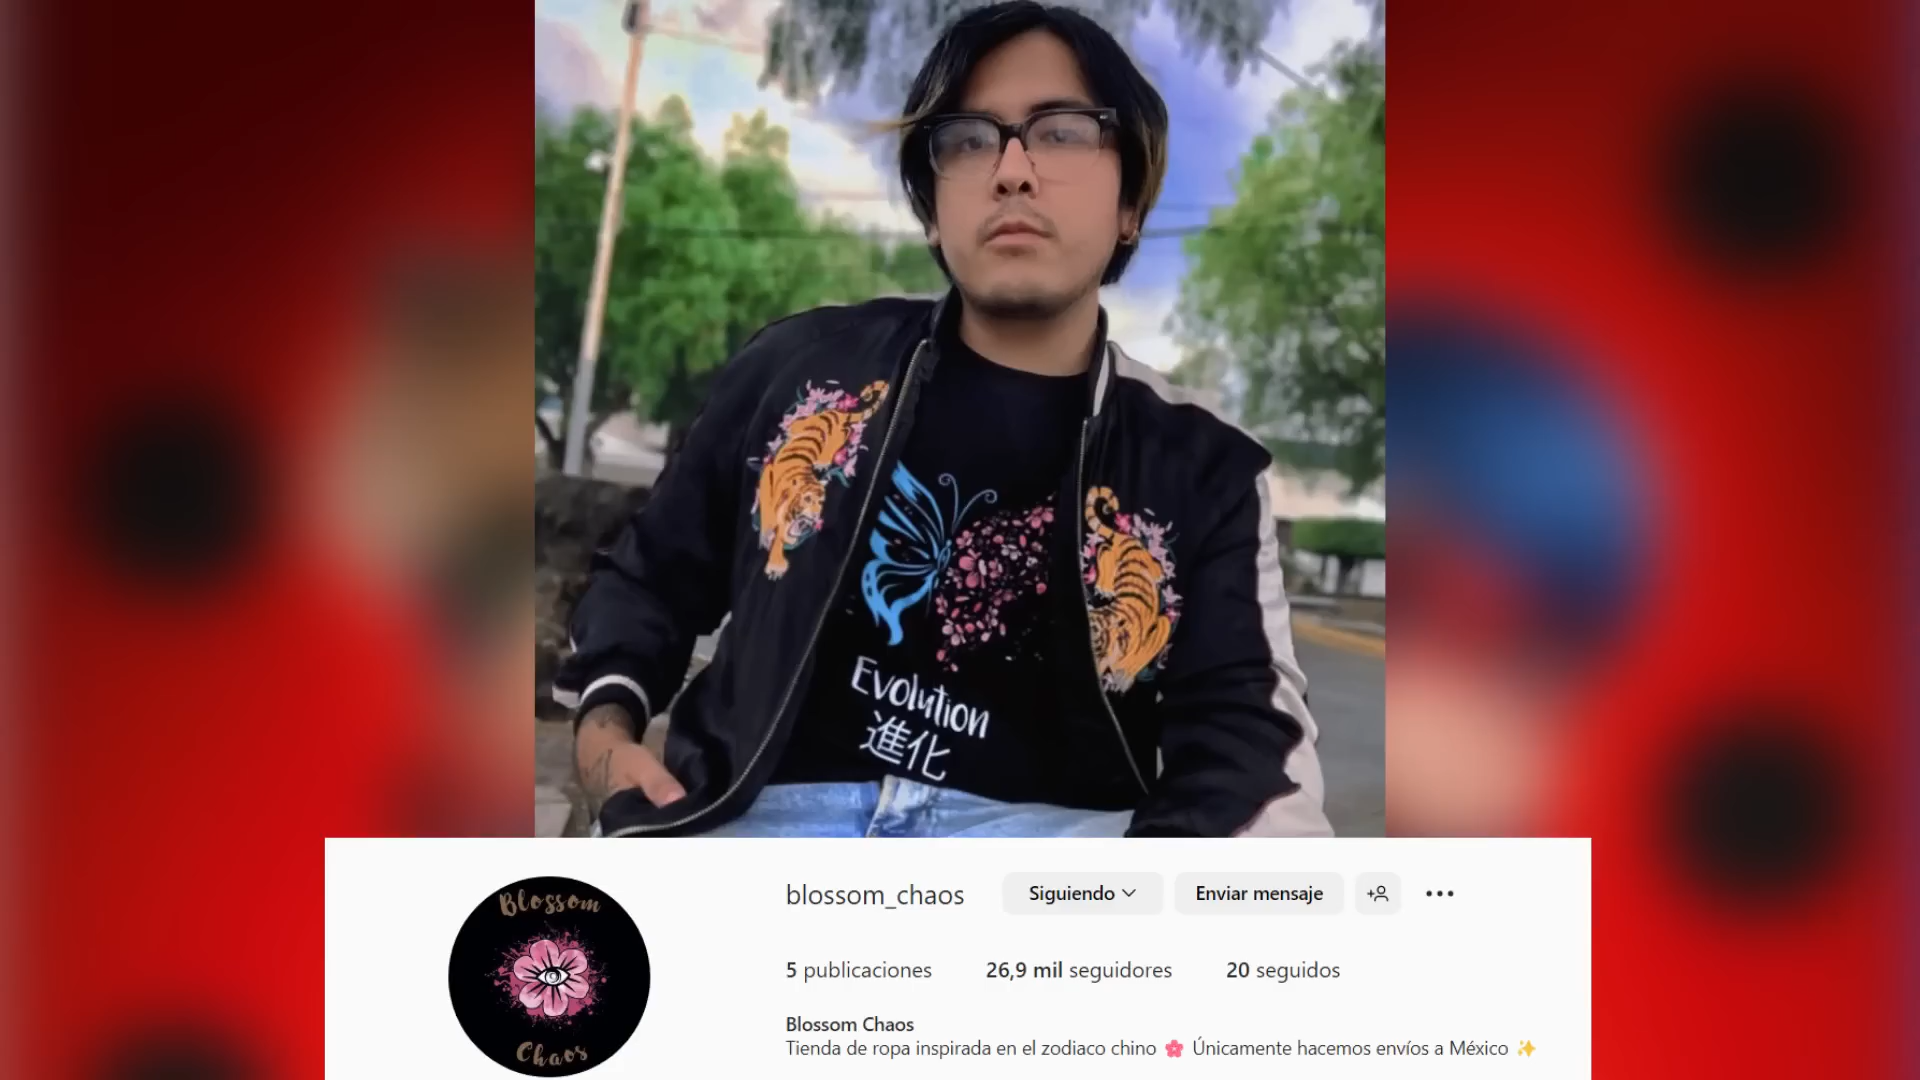 Evolution
進化
Blossom
Chaos
blossom_chaos
Siguiendo
Enviar mensaje
5 publicaciones
26,9 mil seguidores
20 seguidos
Blossom Chaos
Tienda de ropa inspirada en el zodiaco chino 🌸 Únicamente hacemos envíos a México ✨